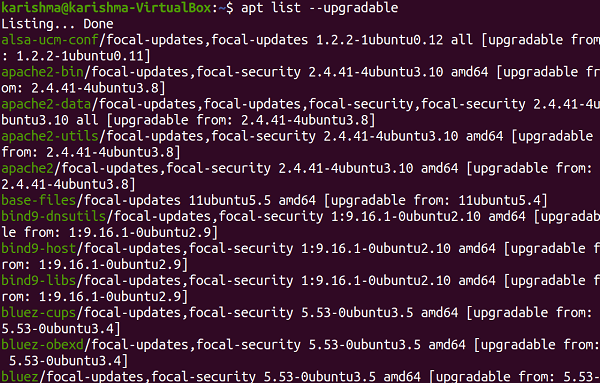 karishma@karishma-VirtualBox:~$ apt list --upgradable
Listing... Done
alsa-ucm-conf/focal-updates,focal-updates 1.2.2-1ubuntu0.12 all [upgradable from
: 1.2.2-1ubuntu0.11]
apache2-bin/focal-updates,focal-security 2.4.41-4ubuntu3.10 amd64 [upgradable fr
om: 2.4.41-4ubuntu3.8]
apache2-data/focal-updates,focal-updates,focal-security,focal-security 2.4.41-4u
buntu3.10 all [upgradable from: 2.4.41-4ubuntu3.8]
apache2-utils/focal-updates,focal-security 2.4.41-4ubuntu3.10 amd64 [upgradable
from: 2.4.41-4ubuntu3.8]
apache2/focal-updates,focal-security 2.4.41-4ubuntu3.10 amd64 [upgradable from:
2.4.41-4ubuntu3.8]
base-files/focal-updates 11ubuntu5.5 amd64 [upgradable from: 11ubuntu5.4]
bind9-dnsutils/focal-updates,focal-security 1:9.16.1-0ubuntu2.10 amd64 [upgradab
le from: 1:9.16.1-0ubuntu2.9]
bind9-host/focal-updates,focal-security 1:9.16.1-0ubuntu2.10 amd64 [upgradable f
rom: 1:9.16.1-0ubuntu2.9]
bind9-libs/focal-updates,focal-security 1:9.16.1-0ubuntu2.10 amd64 [upgradable f
rom: 1:9.16.1-0ubuntu2.9]
bluez-cups/focal-updates,focal-security 5.53-0ubuntu3.5 amd64 [upgradable from:
5.53-0ubuntu3.4]
bluez-obexd/focal-updates,focal-security 5.53-0ubuntu3.5 amd64 [upgradable from:
5.53-0ubuntu3.4]
bluez/focal-updates,focal-security 5.53-0ubuntu3.5 amd64 [upgradable from: 5.53-